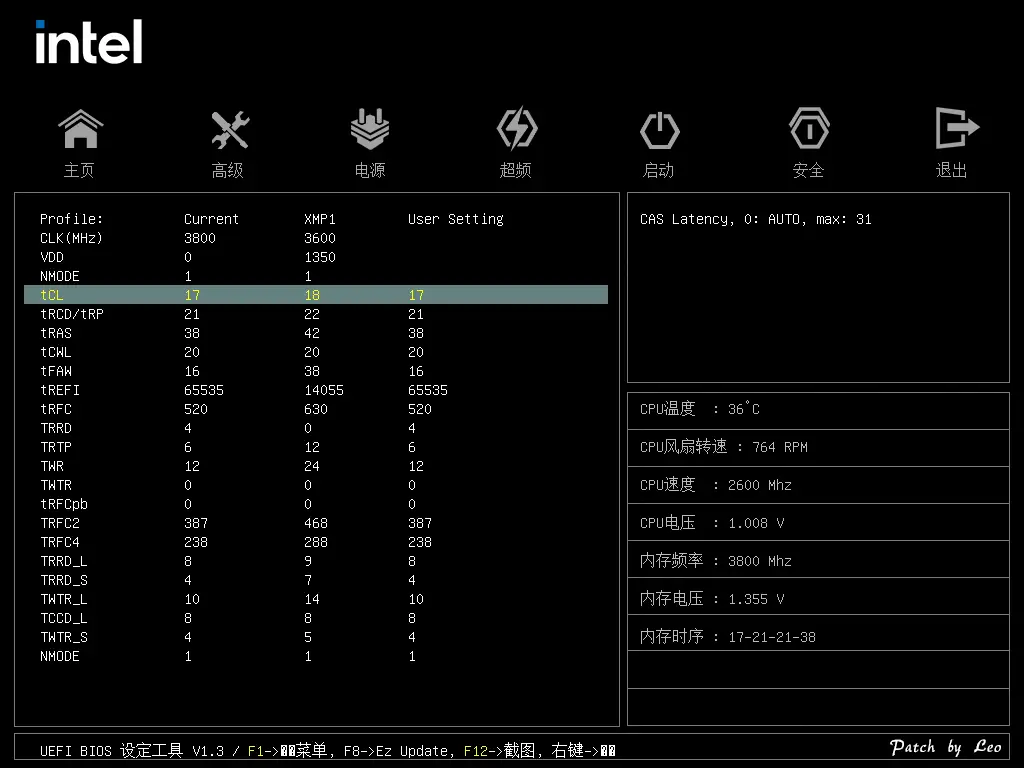 intel
主页 高级 电源 超频 启动 安全 退出
Profile: Current XMP1 User Setting
CLK(MHz) 3800 3600
VDD 0 1350
NMODE 1 1
tCL 17 18 17
tRCD/tRP 21 22 21
tRAS 38 42 38
tCWL 20 20 20
tFAW 16 38 16
tREFI 65535 14055 65535
tRFC 520 630 520
TRRD 4 0 4
TRTP 6 12 6
TWR 12 24 12
TWTR 0 0 0
tRFCpb 0 0 0
TRFC2 387 468 387
TRFC4 238 288 238
TRRD_L 8 9 8
TRRD_S 4 7 4
TWTR_L 10 14 10
TCCD_L 8 8 8
TWTR_S 4 5 4
NMODE 1 1 1
CAS Latency, 0: AUTO, max: 31
CPU温度 : 36°C
CPU风扇转速 : 764 RPM
CPU速度 : 2600 Mhz
CPU电压 : 1.008 V
内存频率 : 3800 Mhz
内存电压 : 1.355 V
内存时序 : 17-21-21-38
UEFI BIOS 设定工具 V1.3 / F1->��菜单, F8->Ez Update, F12->截图, 右键->��
Patch by Leo